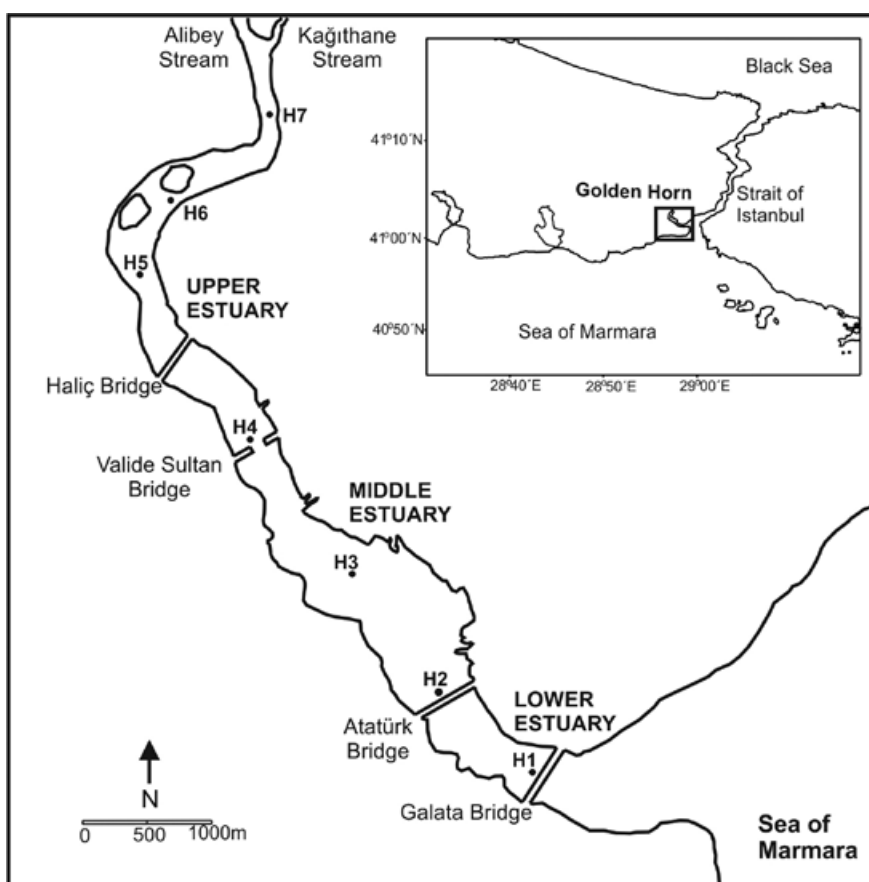 Alibey
Stream
Kağıthane
Stream
H7
H6
H5
UPPER
ESTUARY
Haliç Bridge
H4
Valide Sultan
Bridge
MIDDLE
ESTUARY
H3
H2
Atatürk
Bridge
LOWER
ESTUARY
H1
Galata Bridge
Sea of
Marmara
N
0 500 1000m
Black Sea
41°10´N
Golden Horn
Strait of
Istanbul
41°00´N
40°50´N
Sea of Marmara
28°40´E 28°50´E 29°00´E